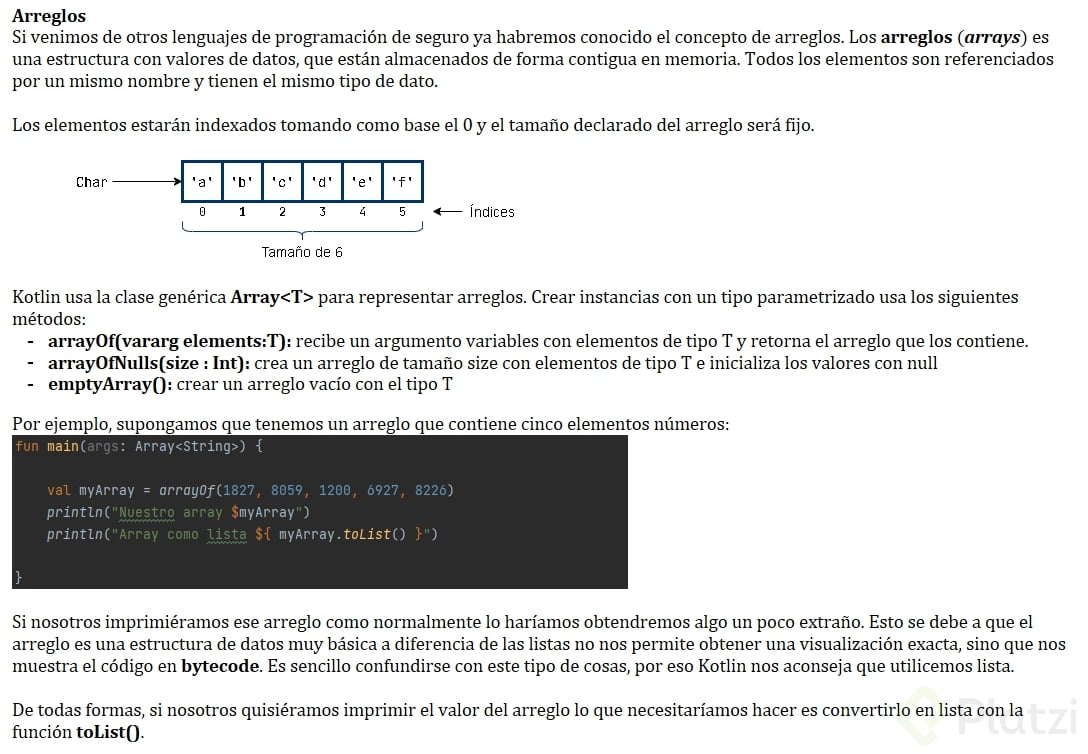 Arreglos
Si venimos de otros lenguajes de programación de seguro ya habremos conocido el concepto de arreglos. Los arreglos (arrays) es
una estructura con valores de datos, que están almacenados de forma contigua en memoria. Todos los elementos son referenciados
por un mismo nombre y tienen el mismo tipo de dato.
Los elementos estarán indexados tomando como base el 0 y el tamaño declarado del arreglo será fijo.
Char 'a' 'b' 'c' 'd' 'e' 'f'
0 1 2 3 4 5 Índices
Tamaño de 6
Kotlin usa la clase genérica Array<T> para representar arreglos. Crear instancias con un tipo parametrizado usa los siguientes
métodos:
- arrayOf(vararg elements:T): recibe un argumento variables con elementos de tipo T y retorna el arreglo que los contiene.
- arrayOfNulls(size : Int): crea un arreglo de tamaño size con elementos de tipo T e inicializa los valores con null
- emptyArray(): crear un arreglo vacío con el tipo T
Por ejemplo, supongamos que tenemos un arreglo que contiene cinco elementos números:
fun main(args: Array<String>) {
val myArray = arrayOf(1827, 8059, 1200, 6927, 8226)
println("Nuestro array $myArray")
println("Array como lista ${ myArray.toList() }")
}
Si nosotros imprimiéramos ese arreglo como normalmente lo haríamos obtendremos algo un poco extraño. Esto se debe a que el
arreglo es una estructura de datos muy básica a diferencia de las listas no nos permite obtener una visualización exacta, sino que nos
muestra el código en bytecode. Es sencillo confundirse con este tipo de cosas, por eso Kotlin nos aconseja que utilicemos lista.
De todas formas, si nosotros quisiéramos imprimir el valor del arreglo lo que necesitaríamos hacer es convertirlo en lista con la
función toList().
Platzi